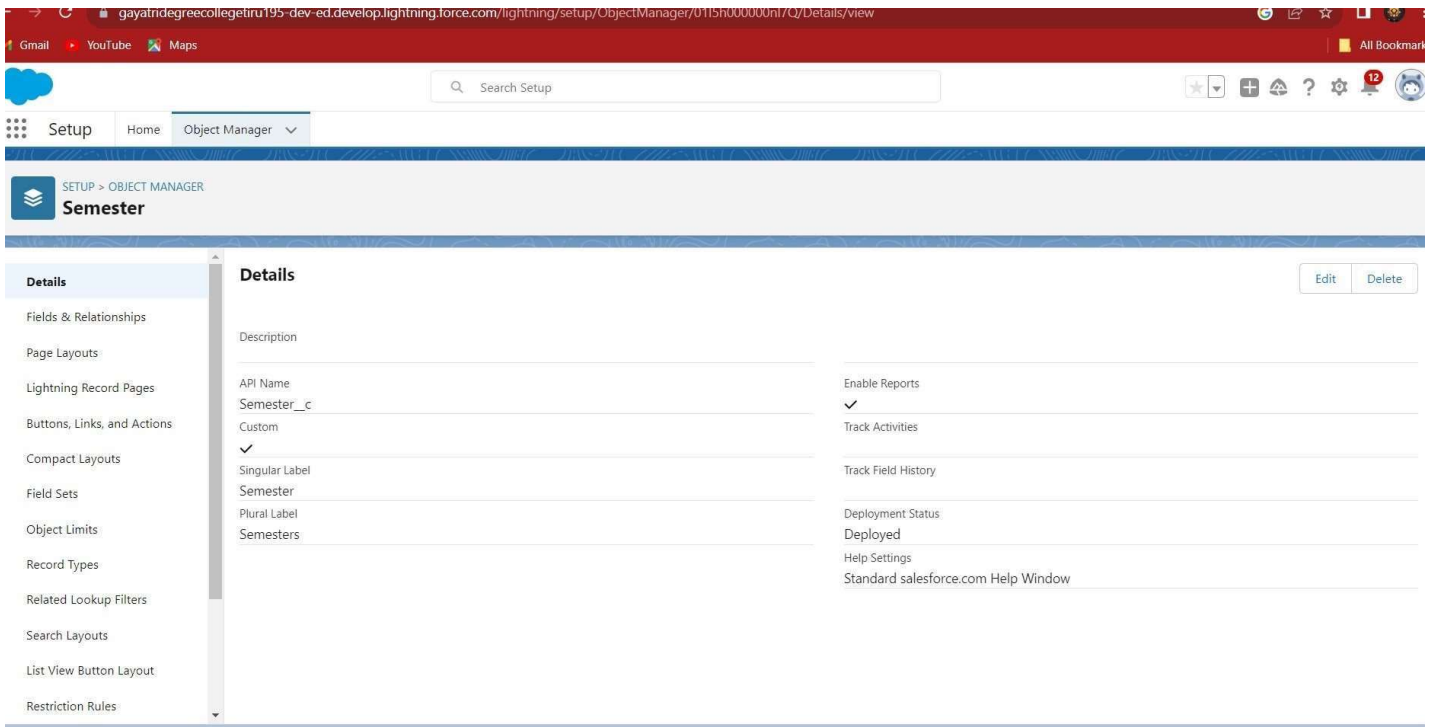 gayatridegreecollegetiru195-dev-ed.develop.lightning.force.com/lightning/setup/ObjectManager/01I5h000000nI7Q/Details/view
Gmail YouTube Maps All Bookmark
Search Setup 12
Setup Home Object Manager
SETUP > OBJECT MANAGER
Semester
Details
Fields & Relationships
Page Layouts
Lightning Record Pages
Buttons, Links, and Actions
Compact Layouts
Field Sets
Object Limits
Record Types
Related Lookup Filters
Search Layouts
List View Button Layout
Restriction Rules
Details Edit Delete
Description
API Name
Semester__c
Custom
Singular Label
Semester
Plural Label
Semesters
Enable Reports
Track Activities
Track Field History
Deployment Status
Deployed
Help Settings
Standard salesforce.com Help Window